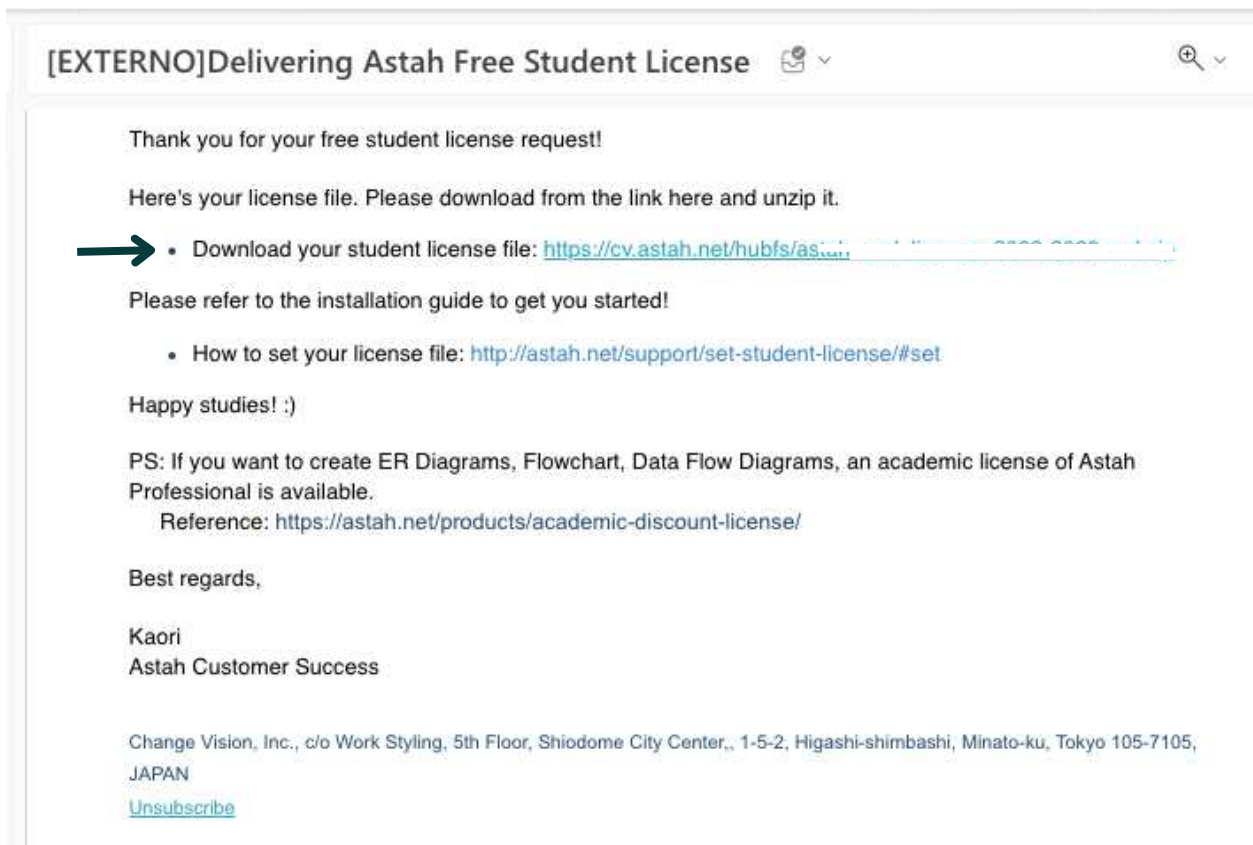 [EXTERNO]Delivering Astah Free Student License
Thank you for your free student license request!
Here's your license file. Please download from the link here and unzip it.
• Download your student license file: https://cv.astah.net/hubfs/astah
Please refer to the installation guide to get you started!
• How to set your license file: http://astah.net/support/set-student-license/#set
Happy studies! :)
PS: If you want to create ER Diagrams, Flowchart, Data Flow Diagrams, an academic license of Astah
Professional is available.
Reference: https://astah.net/products/academic-discount-license/
Best regards,
Kaori
Astah Customer Success
Change Vision, Inc., c/o Work Styling, 5th Floor, Shiodome City Center,, 1-5-2, Higashi-shimbashi, Minato-ku, Tokyo 105-7105,
JAPAN
Unsubscribe